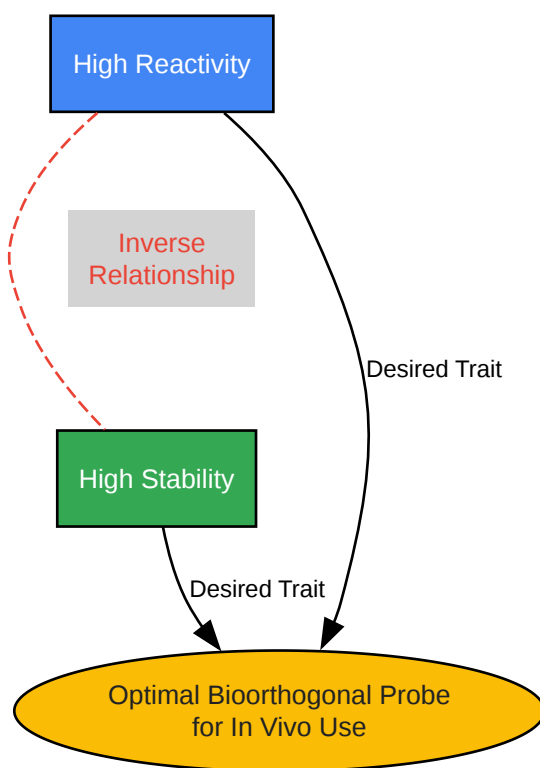 High Reactivity
Inverse
Relationship
Desired Trait
High Stability
Desired Trait
Optimal Bioorthogonal Probe
for In Vivo Use